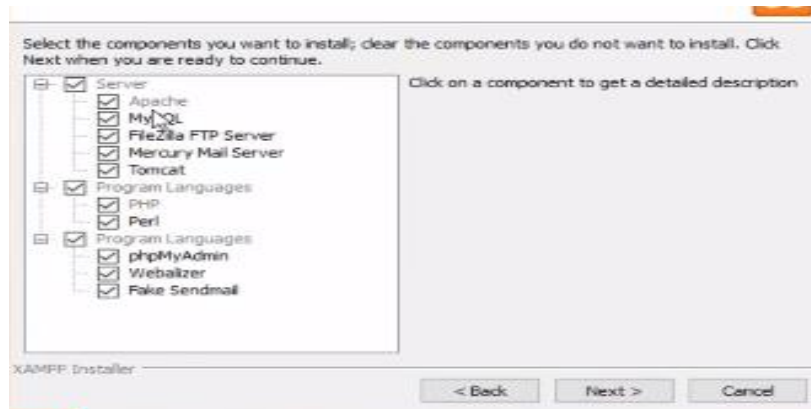 Select the components you want to install; clear the components you do not want to install. Click
Next when you are ready to continue.
Click on a component to get a detailed description
Server
Apache
MySQL
FileZilla FTP Server
Mercury Mail Server
Tomcat
Program Languages
PHP
Perl
Program Languages
phpMyAdmin
Webalizer
Fake Sendmail
XAMPP Installer
< Back
Next >
Cancel